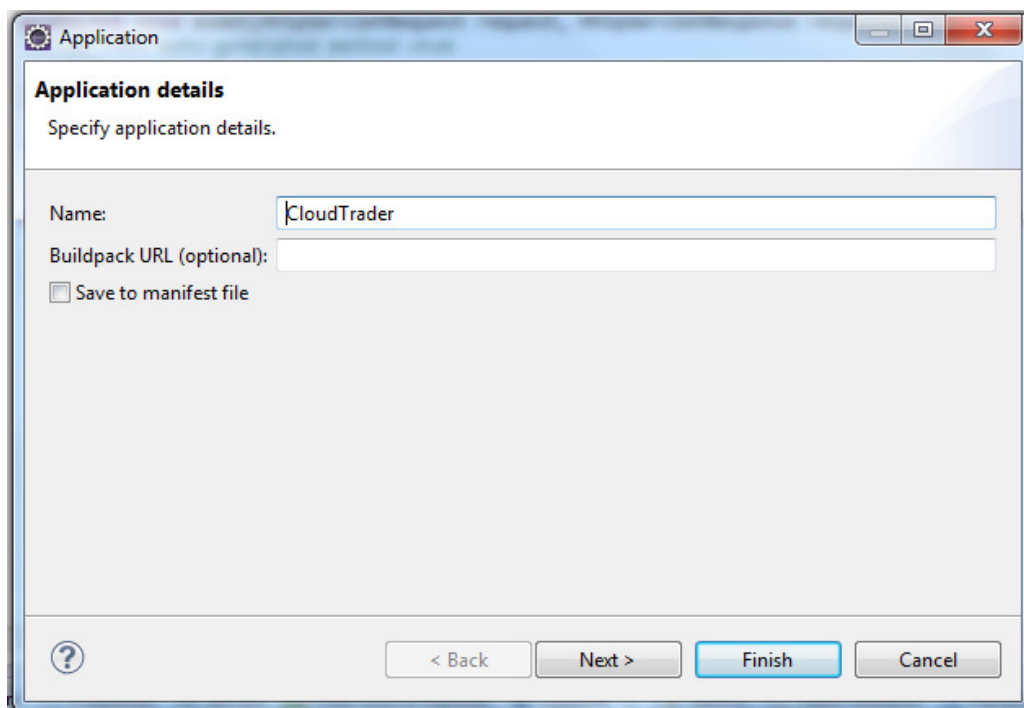 Application
Application details
Specify application details.
Name: CloudTrader
Buildpack URL (optional):
Save to manifest file
?
< Back Next > Finish Cancel